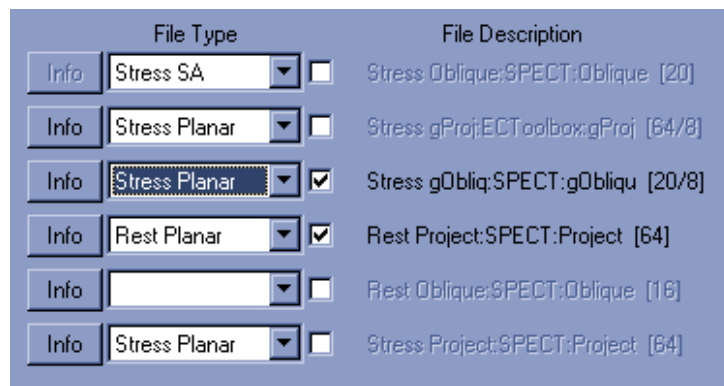 File Type File Description
Info Stress SA Stress Oblique:SPECT:Oblique [20]
Info Stress Planar Stress gProj:ECToolbox:gProj [64/8]
Info Stress Planar Stress gObliq:SPECT:gObliqu [20/8]
Info Rest Planar Rest Project:SPECT:Project [64]
Info Rest Oblique:SPECT:Oblique [16]
Info Stress Planar Stress Project:SPECT:Project [64]